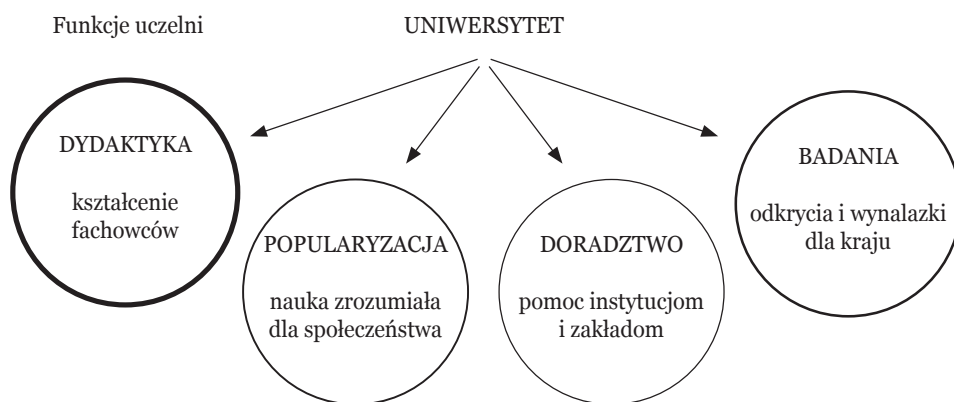 Funkcje uczelni
UNIWERSYTET
DYDAKTYKA
kształcenie
fachowców
POPULARYZACJA
nauka zrozumiała
dla społeczeństwa
DORADZTWO
pomoc instytucjom
i zakładom
BADANIA
odkrycia i wynalazki
dla kraju